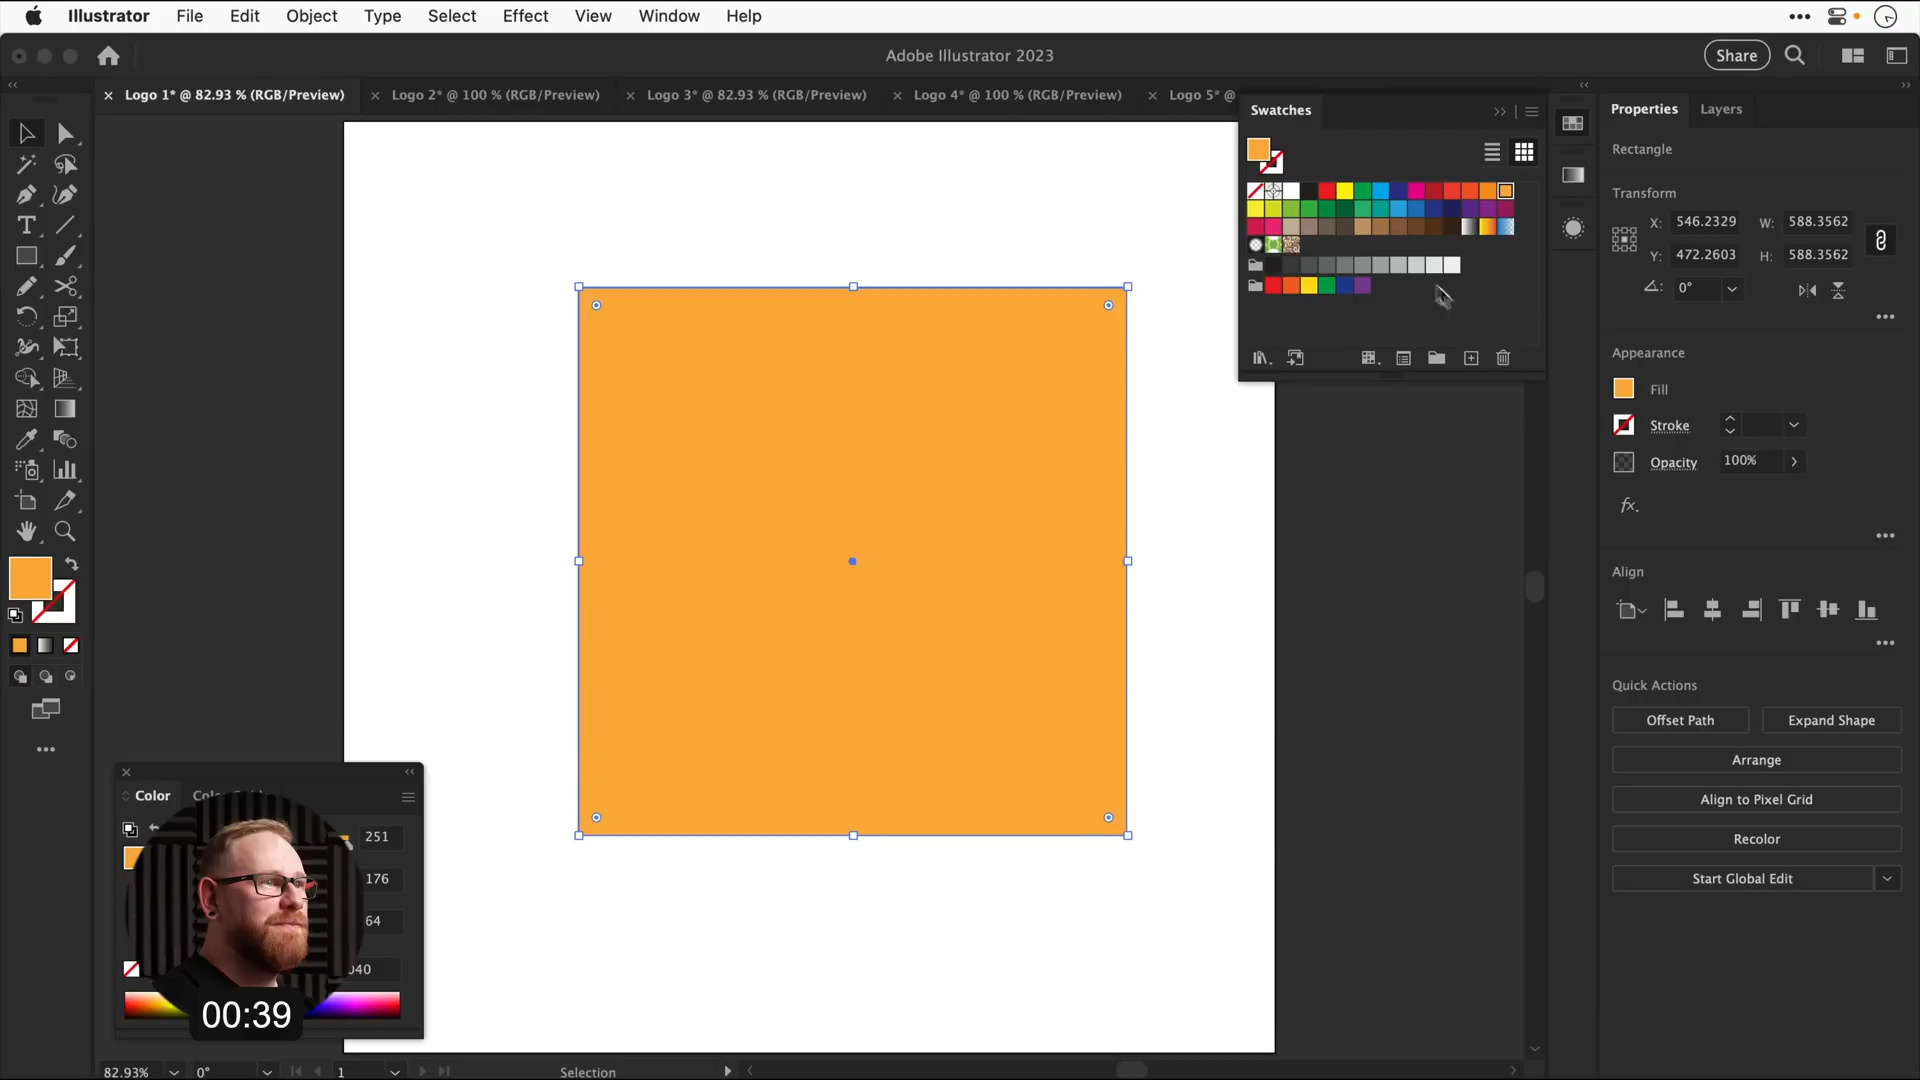 Illustrator File Edit Object Type Select Effect View Window Help
Adobe Illustrator 2023
Share
Logo 1* @ 82.93 % (RGB/Preview) Logo 2* @ 100 % (RGB/Preview) Logo 3* @ 82.93 % (RGB/Preview) Logo 4* @ 100 % (RGB/Preview) Logo 5* @
Swatches
Properties Layers
Rectangle
Transform
X: 546.2329 W: 588.3562
Y: 472.2603 H: 588.3562
0°
Appearance
Fill
Stroke
Opacity 100%
fx.
Align
Quick Actions
Offset Path Expand Shape
Arrange
Align to Pixel Grid
Recolor
Start Global Edit
Color
251
176
64
00:39
82.93% 0° 1 Selection